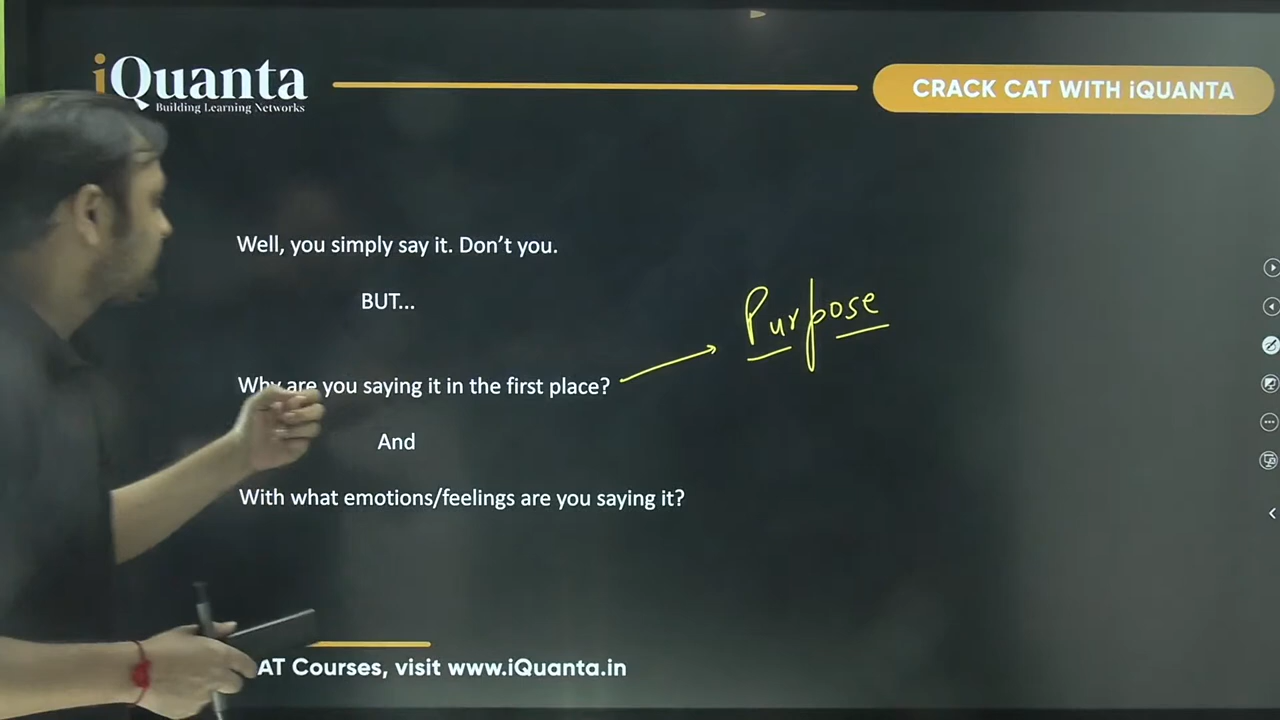 iQuanta
Building Learning Networks
CRACK CAT WITH iQUANTA
Well, you simply say it. Don’t you.
BUT...
Purpose
Why are you saying it in the first place?
And
With what emotions/feelings are you saying it?
AT Courses, visit www.iQuanta.in